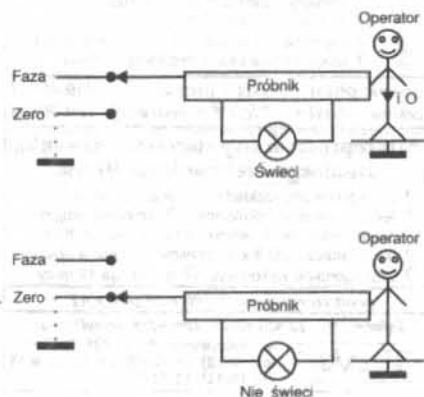 Operator
Faza
Próbnik
i O
Zero
Świeci
Operator
Faza
Zero
Próbnik
Nie świeci